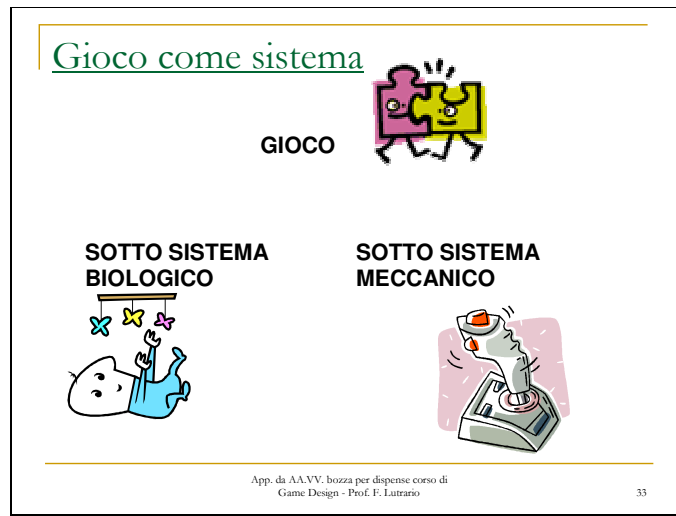 Gioco come sistema
GIOCO
SOTTO SISTEMA
BIOLOGICO
SOTTO SISTEMA
MECCANICO
App. da AA.VV. bozza per dispense corso di
Game Design - Prof. F. Lutrario
33